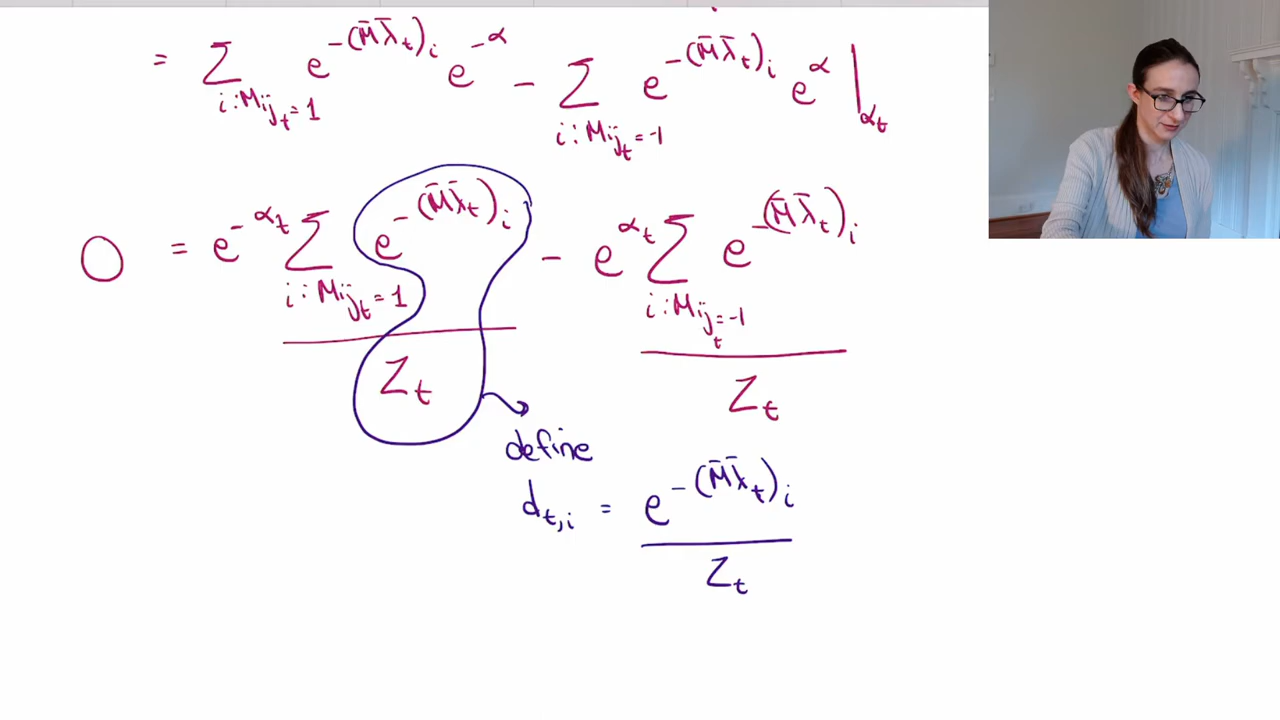 = Σ_{i:M_{ij_t}=1} e^{-(M̄λ̄_t)_i} e^{-α} - Σ_{i:M_{ij_t}=-1} e^{-(M̄λ̄_t)_i} e^{α} |_{α_t}
0 = e^{-α_t} Σ_{i:M_{ij_t}=1} e^{-(M̄λ̄_t)_i} - e^{α_t} Σ_{i:M_{ij_t}=-1} e^{-(M̄λ̄_t)_i}
Z_t Z_t
define
d_{t,i} = e^{-(M̄λ̄_t)_i}
Z_t